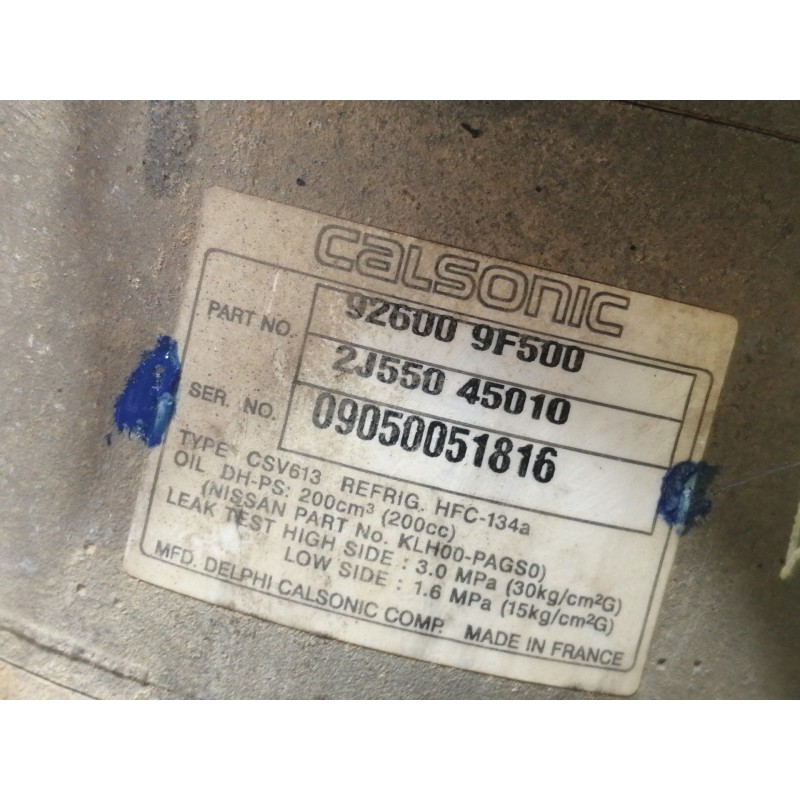 CALSONIC
PART NO. 92600 9F500
2J550 45010
SER. NO. 09050051816
TYPE CSV613 REFRIG. HFC-134a
OIL DH-PS: 200cm³ (200cc)
(NISSAN PART No. KLH00-PAGS0)
LEAK TEST HIGH SIDE : 3.0 MPa (30kg/cm²G)
LOW SIDE : 1.6 MPa (15kg/cm²G)
MFD. DELPHI CALSONIC COMP. MADE IN FRANCE